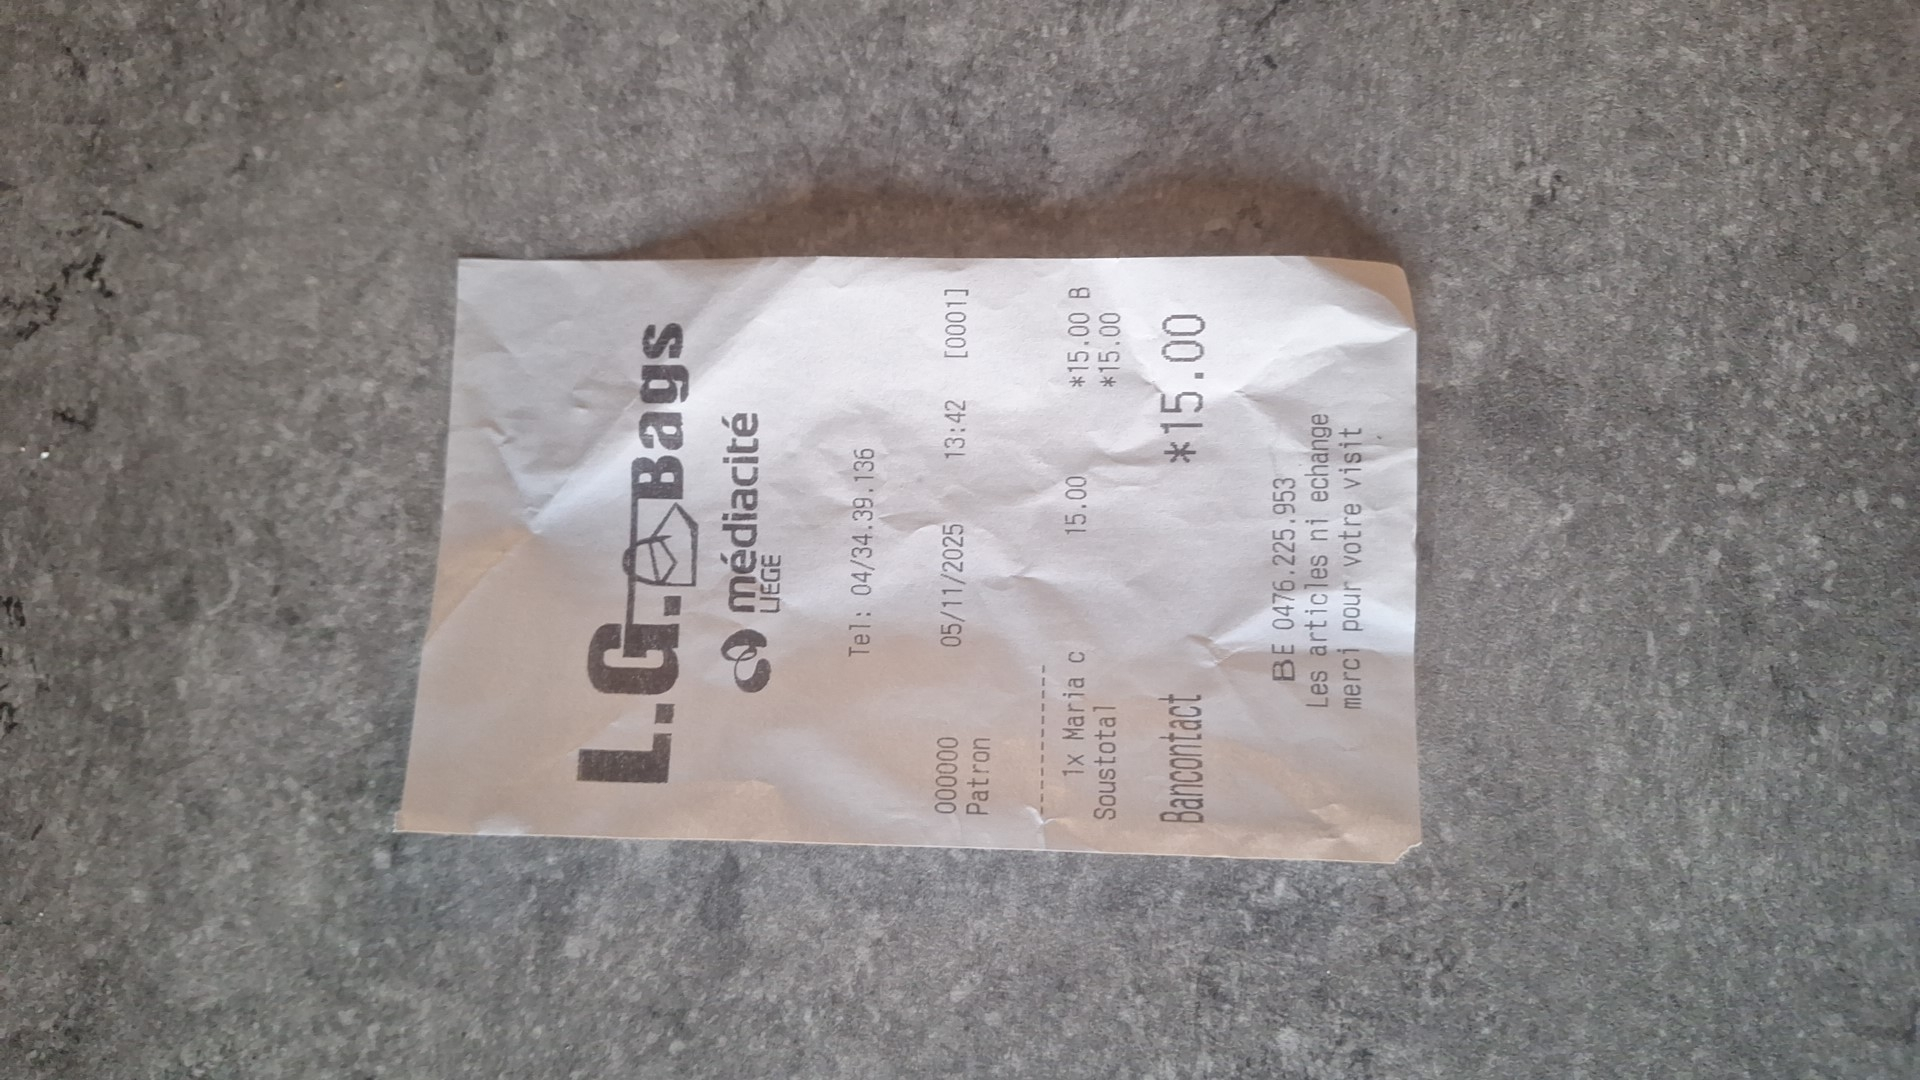 L.G. Bags
médiacité
LIEGE
Tel: 04/34.39.136
000000 05/11/2025 13:42 [0001]
Patron
--------------
1x Maria c 15.00 *15.00 B
Soustotal *15.00
Bancontact *15.00
BE 0476.225.953
Les articles ni echange
merci pour votre visit